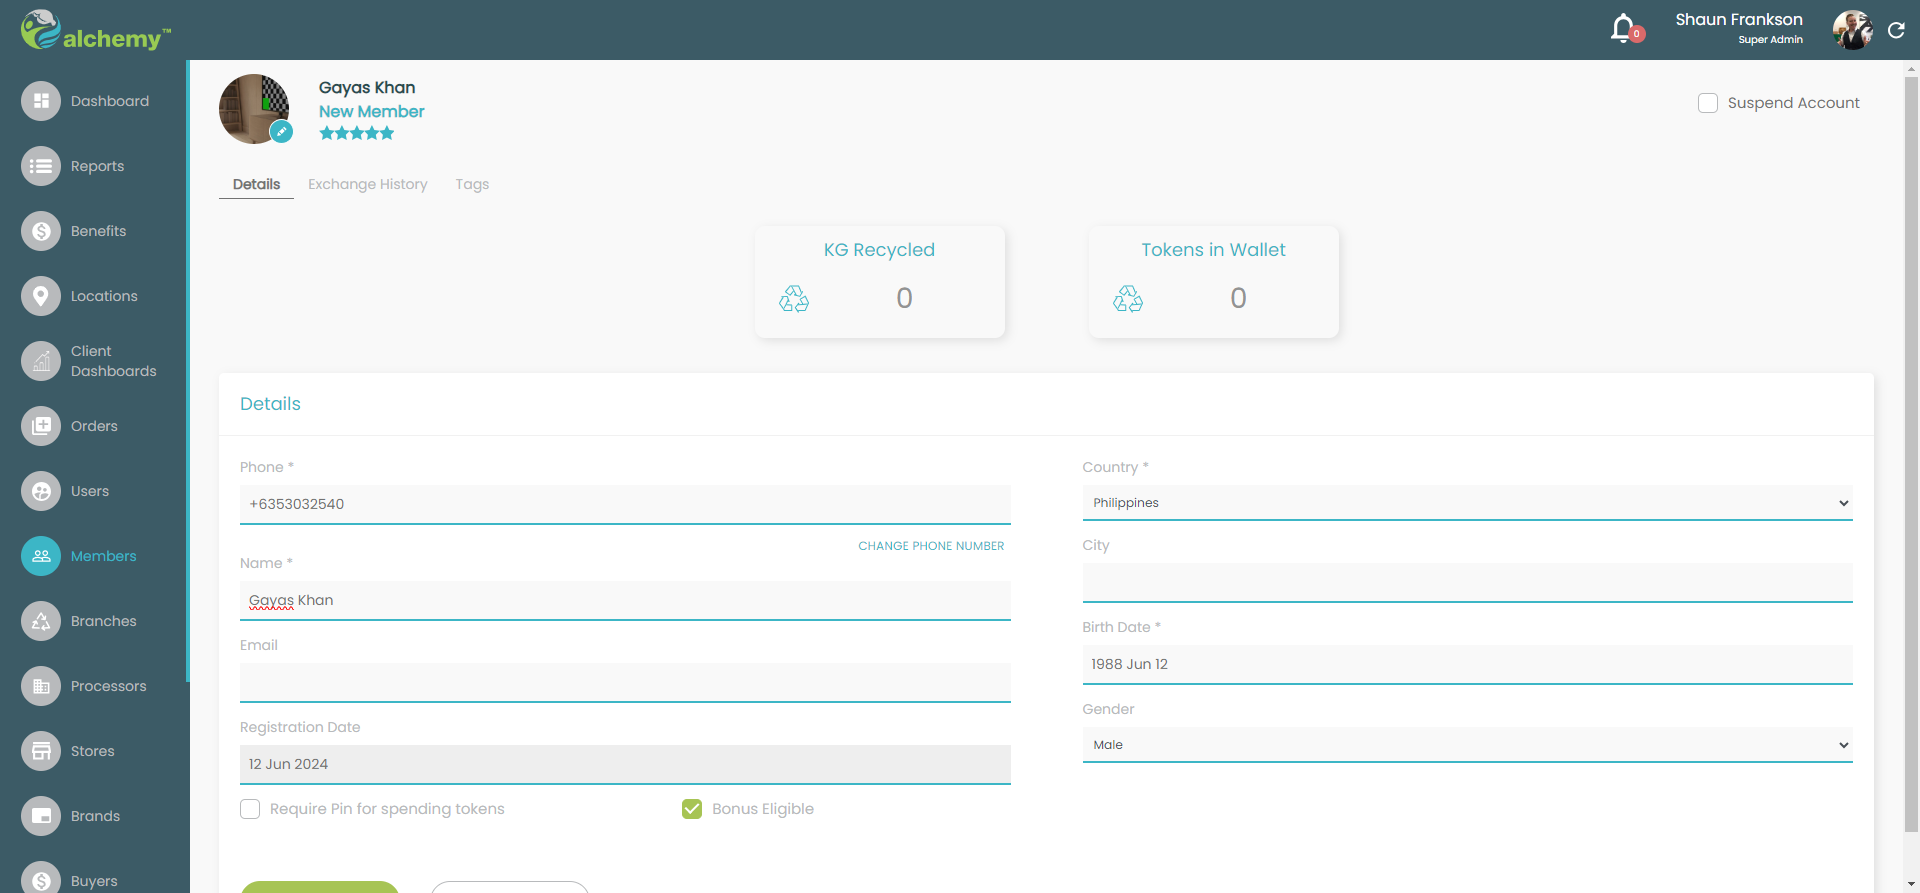 alchemy™
0
Shaun Frankson
Super Admin
Dashboard
Reports
Benefits
Locations
Client
Dashboards
Orders
Users
Members
Branches
Processors
Stores
Brands
Buyers
Gayas Khan
New Member
Suspend Account
Details
Exchange History
Tags
KG Recycled
0
Tokens in Wallet
0
Details
Phone *
+6353032540
CHANGE PHONE NUMBER
Name *
Gayas Khan
Email
Registration Date
12 Jun 2024
Require Pin for spending tokens
Bonus Eligible
Country *
Philippines
City
Birth Date *
1988 Jun 12
Gender
Male